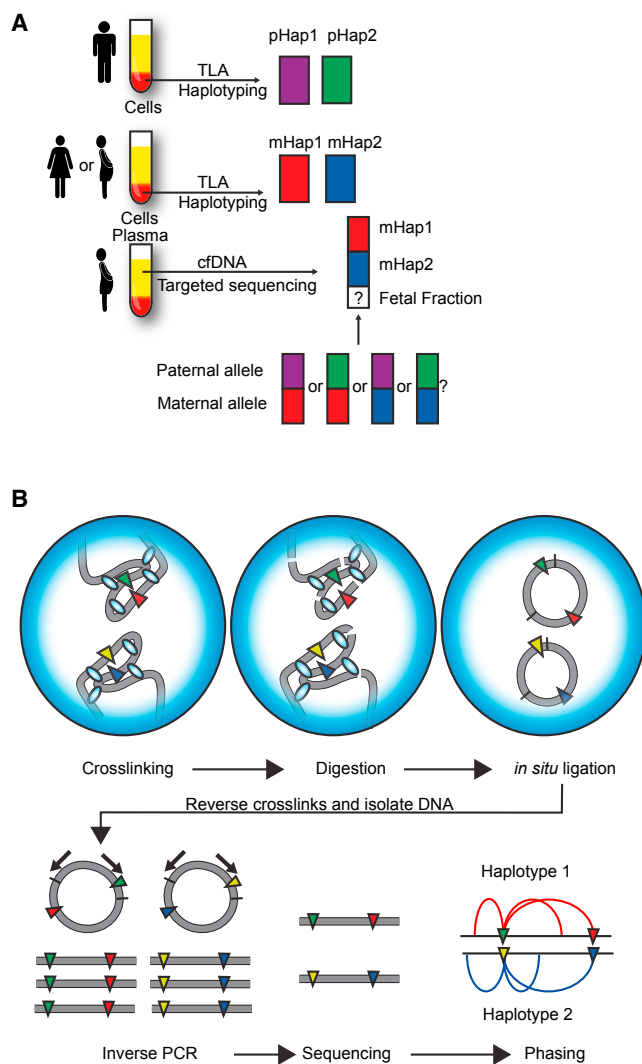 A
pHap1 pHap2
TLA
Haplotyping
Cells
mHap1 mHap2
or
TLA
Haplotyping
Cells
Plasma
mHap1
cfDNA
mHap2
Targeted sequencing
? Fetal Fraction
Paternal allele
or or or ?
Maternal allele
B
Crosslinking Digestion in situ ligation
Reverse crosslinks and isolate DNA
Haplotype 1
Haplotype 2
Inverse PCR Sequencing Phasing